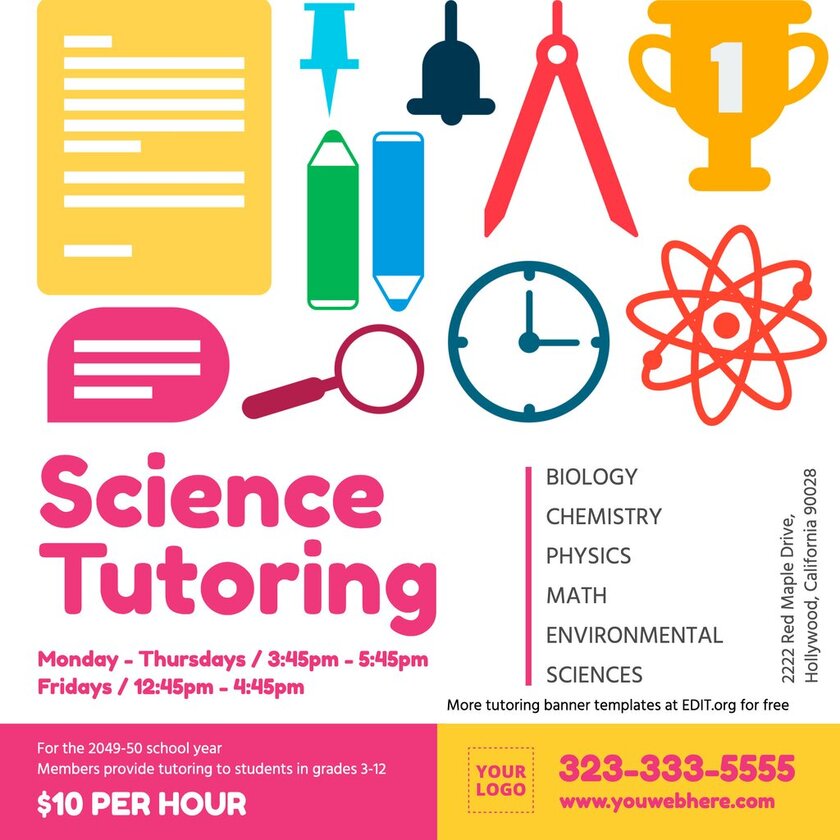 1
Science
Tutoring
Monday - Thursdays / 3:45pm - 5:45pm
Fridays / 12:45pm - 4:45pm
BIOLOGY
CHEMISTRY
PHYSICS
MATH
ENVIRONMENTAL
SCIENCES
2222 Red Maple Drive,
Hollywood, California 90028
More tutoring banner templates at EDIT.org for free
For the 2049-50 school year
Members provide tutoring to students in grades 3-12
$10 PER HOUR
YOUR
LOGO
323-333-5555
www.youwebhere.com